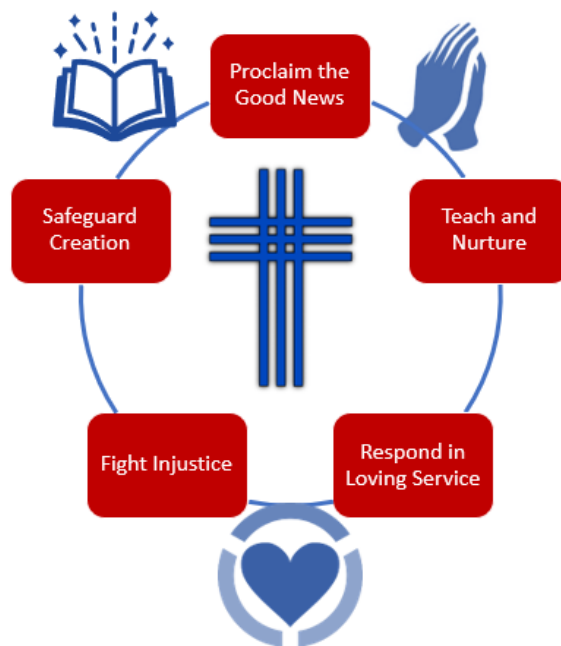 Proclaim the
Good News
Teach and
Nurture
Respond in
Loving Service
Fight Injustice
Safeguard
Creation